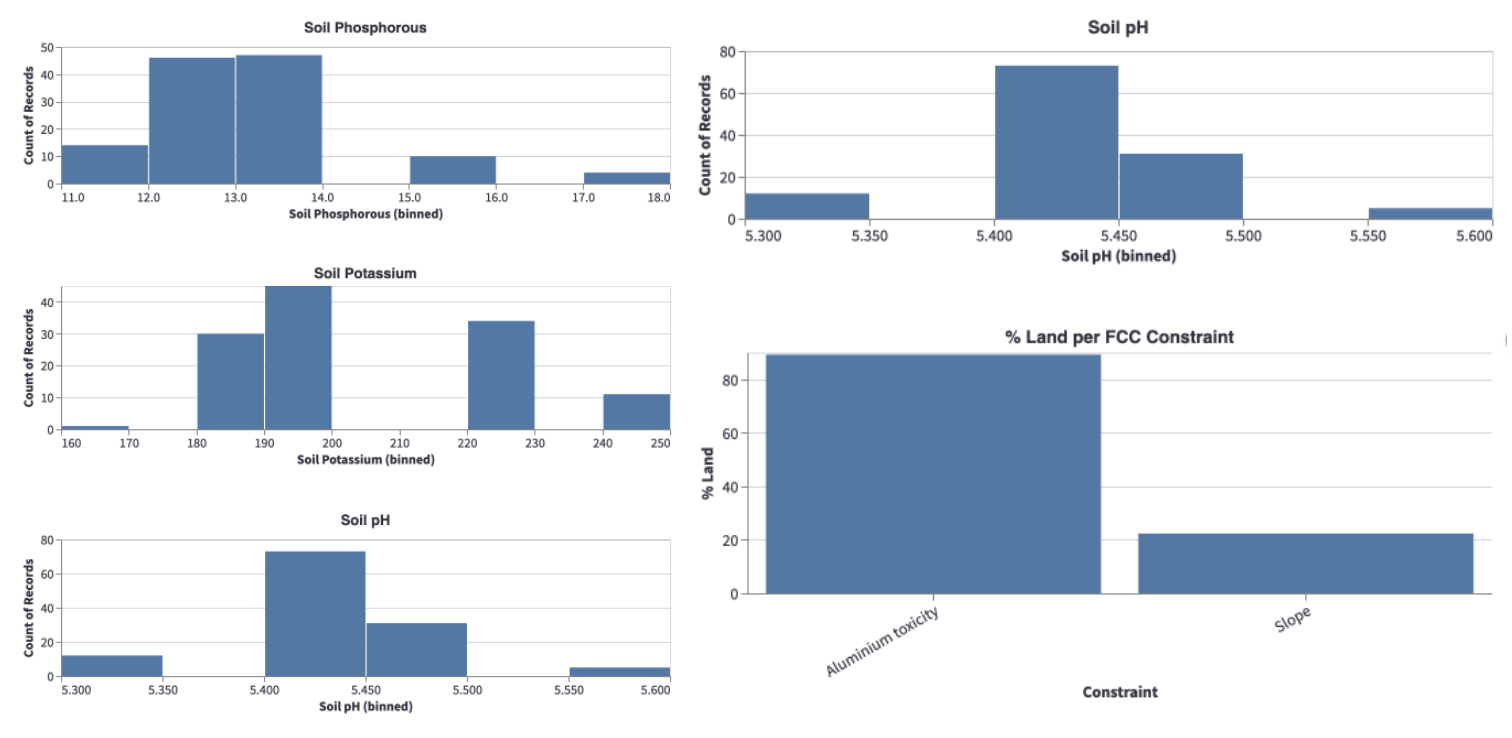 Soil Phosphorous
50
40
30
20
10
0
Count of Records
11.0 12.0 13.0 14.0 15.0 16.0 17.0 18.0
Soil Phosphorous (binned)
Soil Potassium
40
30
20
10
0
Count of Records
160 170 180 190 200 210 220 230 240 250
Soil Potassium (binned)
Soil pH
80
60
40
20
0
Count of Records
5.300 5.350 5.400 5.450 5.500 5.550 5.600
Soil pH (binned)
Soil pH
80
60
40
20
0
Count of Records
5.300 5.350 5.400 5.450 5.500 5.550 5.600
Soil pH (binned)
% Land per FCC Constraint
80
60
40
20
0
% Land
Aluminium toxicity
Slope
Constraint